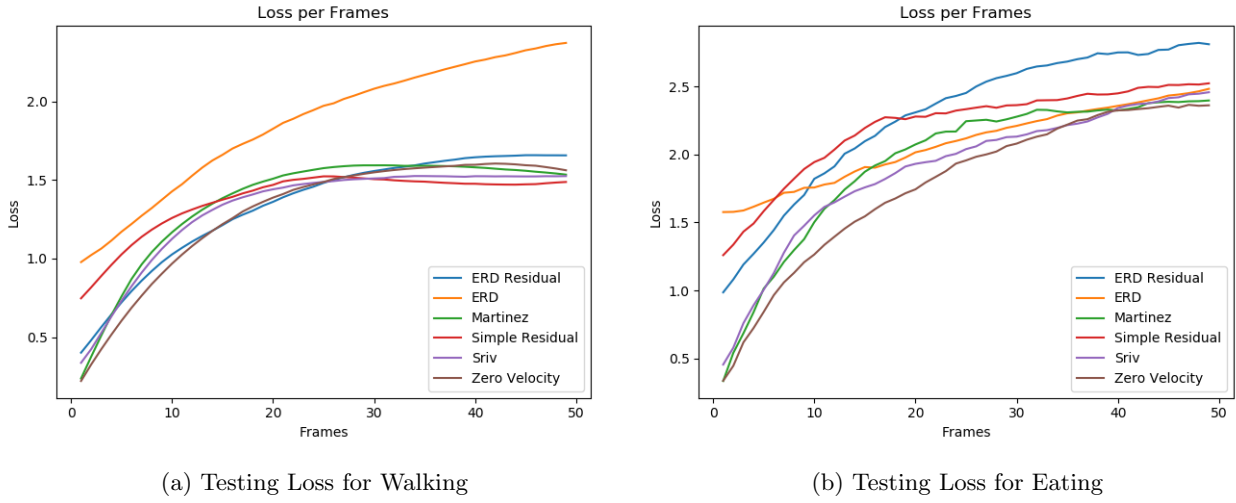 Loss per Frames
Loss
2.0
1.5
1.0
0.5
ERD Residual
ERD
Martinez
Simple Residual
Sriv
Zero Velocity
0 10 20 30 40 50
Frames
(a) Testing Loss for Walking
Loss per Frames
Loss
2.5
2.0
1.5
1.0
0.5
ERD Residual
ERD
Martinez
Simple Residual
Sriv
Zero Velocity
0 10 20 30 40 50
Frames
(b) Testing Loss for Eating